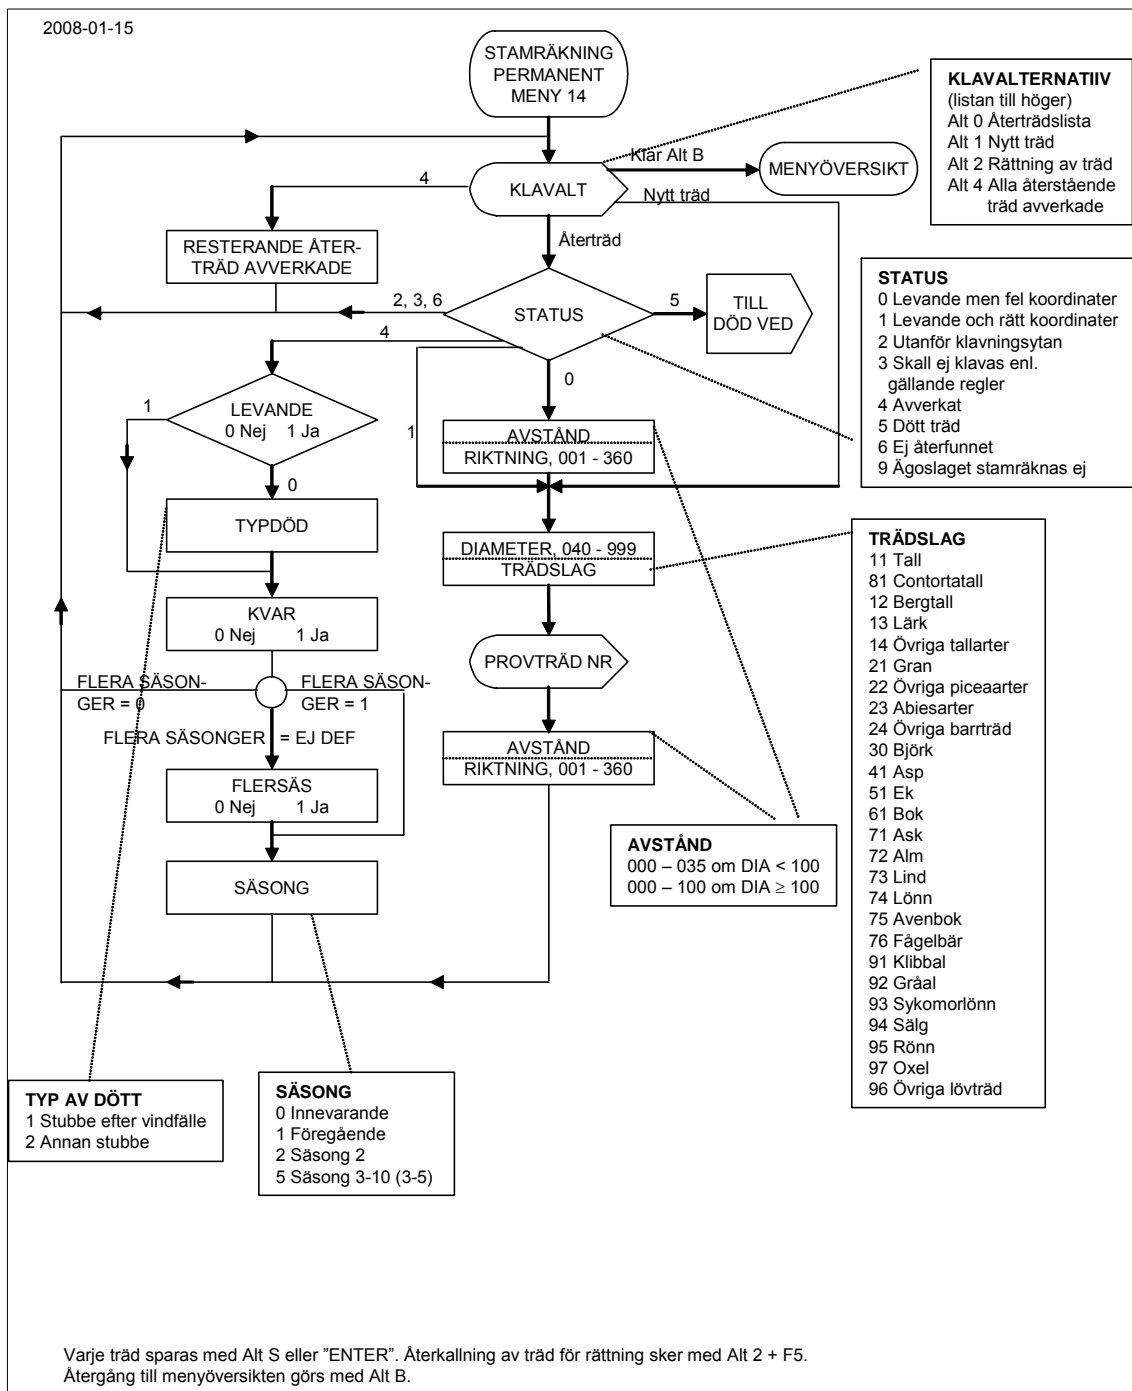 2008-01-15
STAMRÄKNING
PERMANENT
MENY 14
KLAVALTERNATIIV
(listan till höger)
Alt 0 Återträdslista
Alt 1 Nytt träd
Alt 2 Rättning av träd
Alt 4 Alla återstående
träd avverkade
Klar Alt B
MENYÖVERSIKT
4
KLAVALT
Nytt träd
Återträd
RESTERANDE ÅTER-
TRÄD AVVERKADE
2, 3, 6
STATUS
5
TILL
DÖD VED
STATUS
0 Levande men fel koordinater
1 Levande och rätt koordinater
2 Utanför klavningsytan
3 Skall ej klavas enl.
gällande regler
4 Avverkat
5 Dött träd
6 Ej återfunnet
9 Ägoslaget stamräknas ej
4
0
1
LEVANDE
0 Nej 1 Ja
1
AVSTÅND
RIKTNING, 001 - 360
0
TYPDÖD
DIAMETER, 040 - 999
TRÄDSLAG
TRÄDSLAG
11 Tall
81 Contortatall
12 Bergtall
13 Lärk
14 Övriga tallarter
21 Gran
22 Övriga piceaarter
23 Abiesarter
24 Övriga barrträd
30 Björk
41 Asp
51 Ek
61 Bok
71 Ask
72 Alm
73 Lind
74 Lönn
75 Avenbok
76 Fågelbär
91 Klibbal
92 Gråal
93 Sykomorlönn
94 Sälg
95 Rönn
97 Oxel
96 Övriga lövträd
KVAR
0 Nej 1 Ja
PROVTRÄD NR
FLERA SÄSON-
GER = 0
FLERA SÄSON-
GER = 1
FLERA SÄSONGER = EJ DEF
AVSTÅND
RIKTNING, 001 - 360
FLERSÄS
0 Nej 1 Ja
AVSTÅND
000 – 035 om DIA < 100
000 – 100 om DIA ≥ 100
SÄSONG
TYP AV DÖTT
1 Stubbe efter vindfälle
2 Annan stubbe
SÄSONG
0 Innevarande
1 Föregående
2 Säsong 2
5 Säsong 3-10 (3-5)
Varje träd sparas med Alt S eller ”ENTER”. Återkallning av träd för rättning sker med Alt 2 + F5.
Återgång till menyöversikten görs med Alt B.